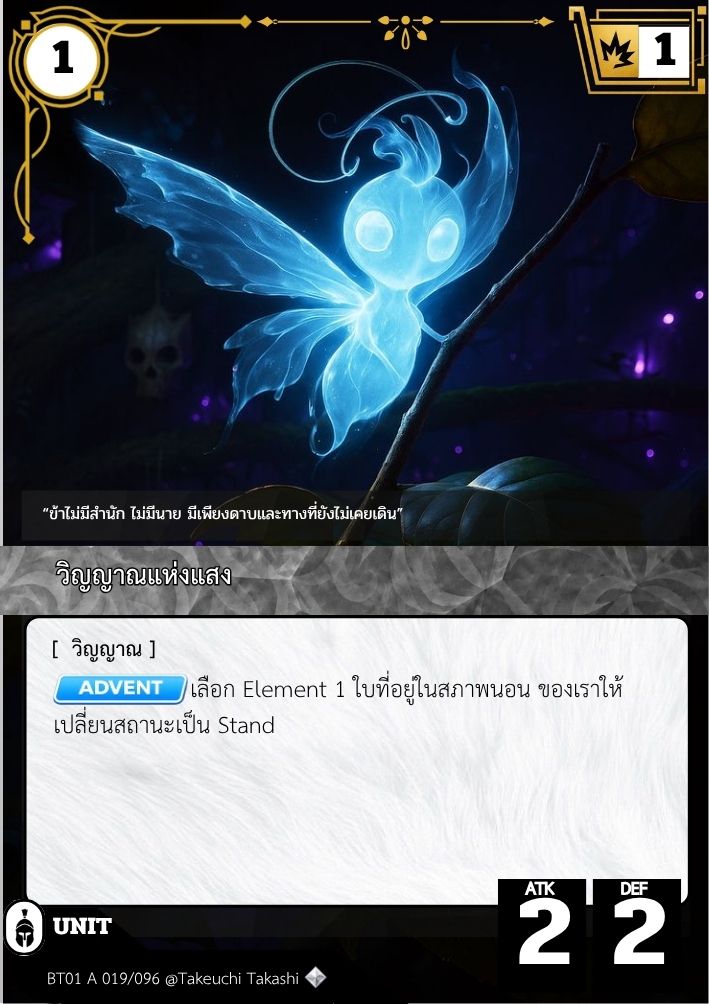 1
1
“ข้าไม่มีสำนัก ไม่มีนาย มีเพียงดาบและทางที่ยังไม่เคยเดิน”
วิญญาณแห่งแสง
[ วิญญาณ ]
ADVENT เลือก Element 1 ใบที่อยู่ในสภาพนอน ของเราให้
เปลี่ยนสถานะเป็น Stand
ATK DEF
2 2
UNIT
BT01 A 019/096 @Takeuchi Takashi